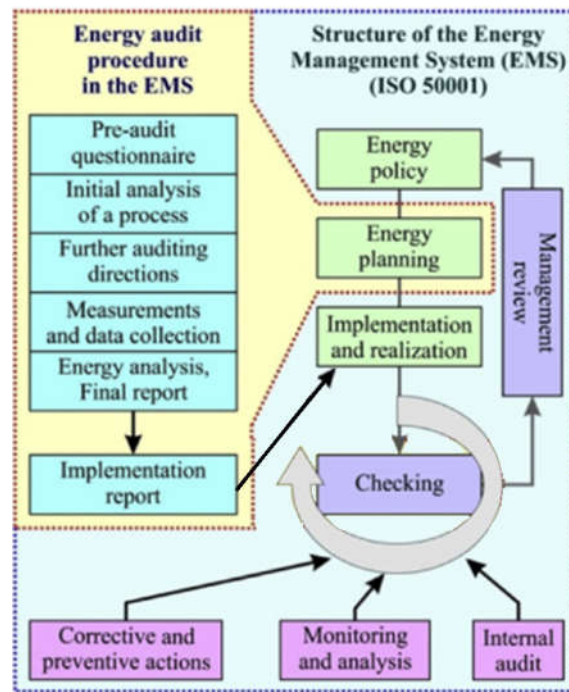 Energy audit
procedure
in the EMS
Pre-audit
questionnaire
Initial analysis
of a process
Further auditing
directions
Measurements
and data collection
Energy analysis,
Final report
Implementation
report
Structure of the Energy
Management System (EMS)
(ISO 50001)
Energy
policy
Energy
planning
Implementation
and realization
Management
review
Checking
Corrective and
preventive actions
Monitoring
and analysis
Internal
audit